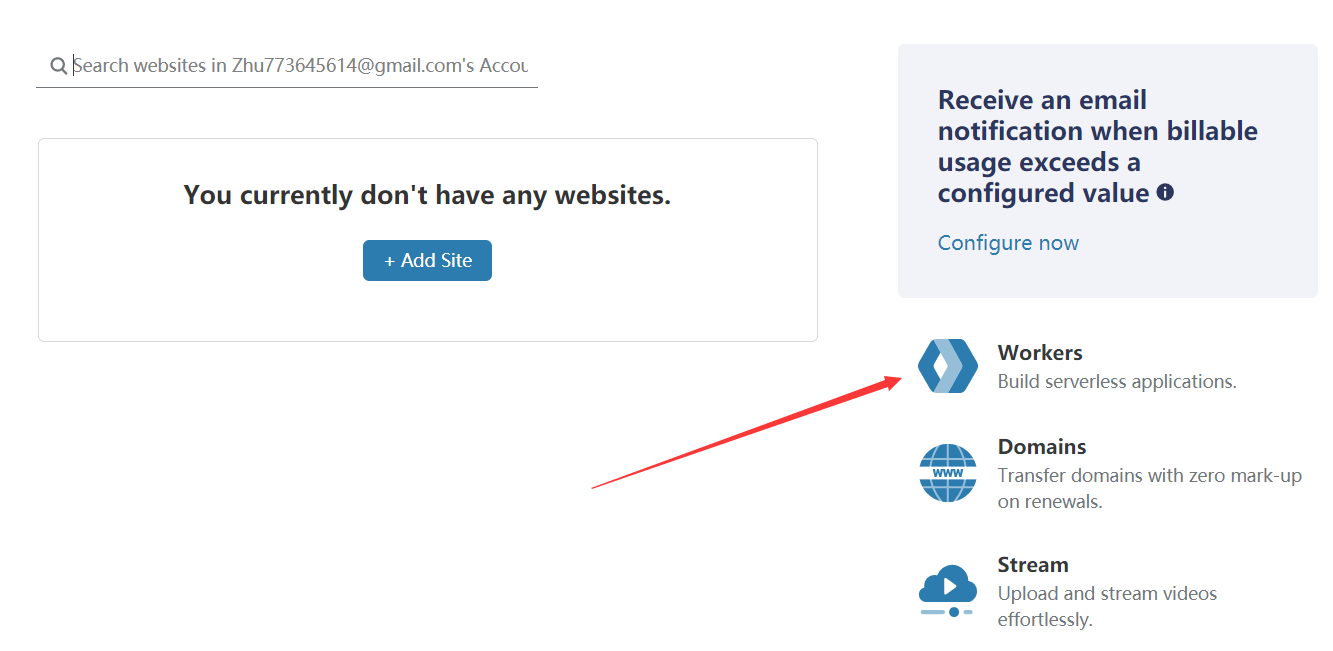 Search websites in Zhu773645614@gmail.com's Accou
You currently don't have any websites.
+ Add Site
Receive an email
notification when billable
usage exceeds a
configured value
Configure now
Workers
Build serverless applications.
www
Domains
Transfer domains with zero mark-up
on renewals.
Stream
Upload and stream videos
effortlessly.